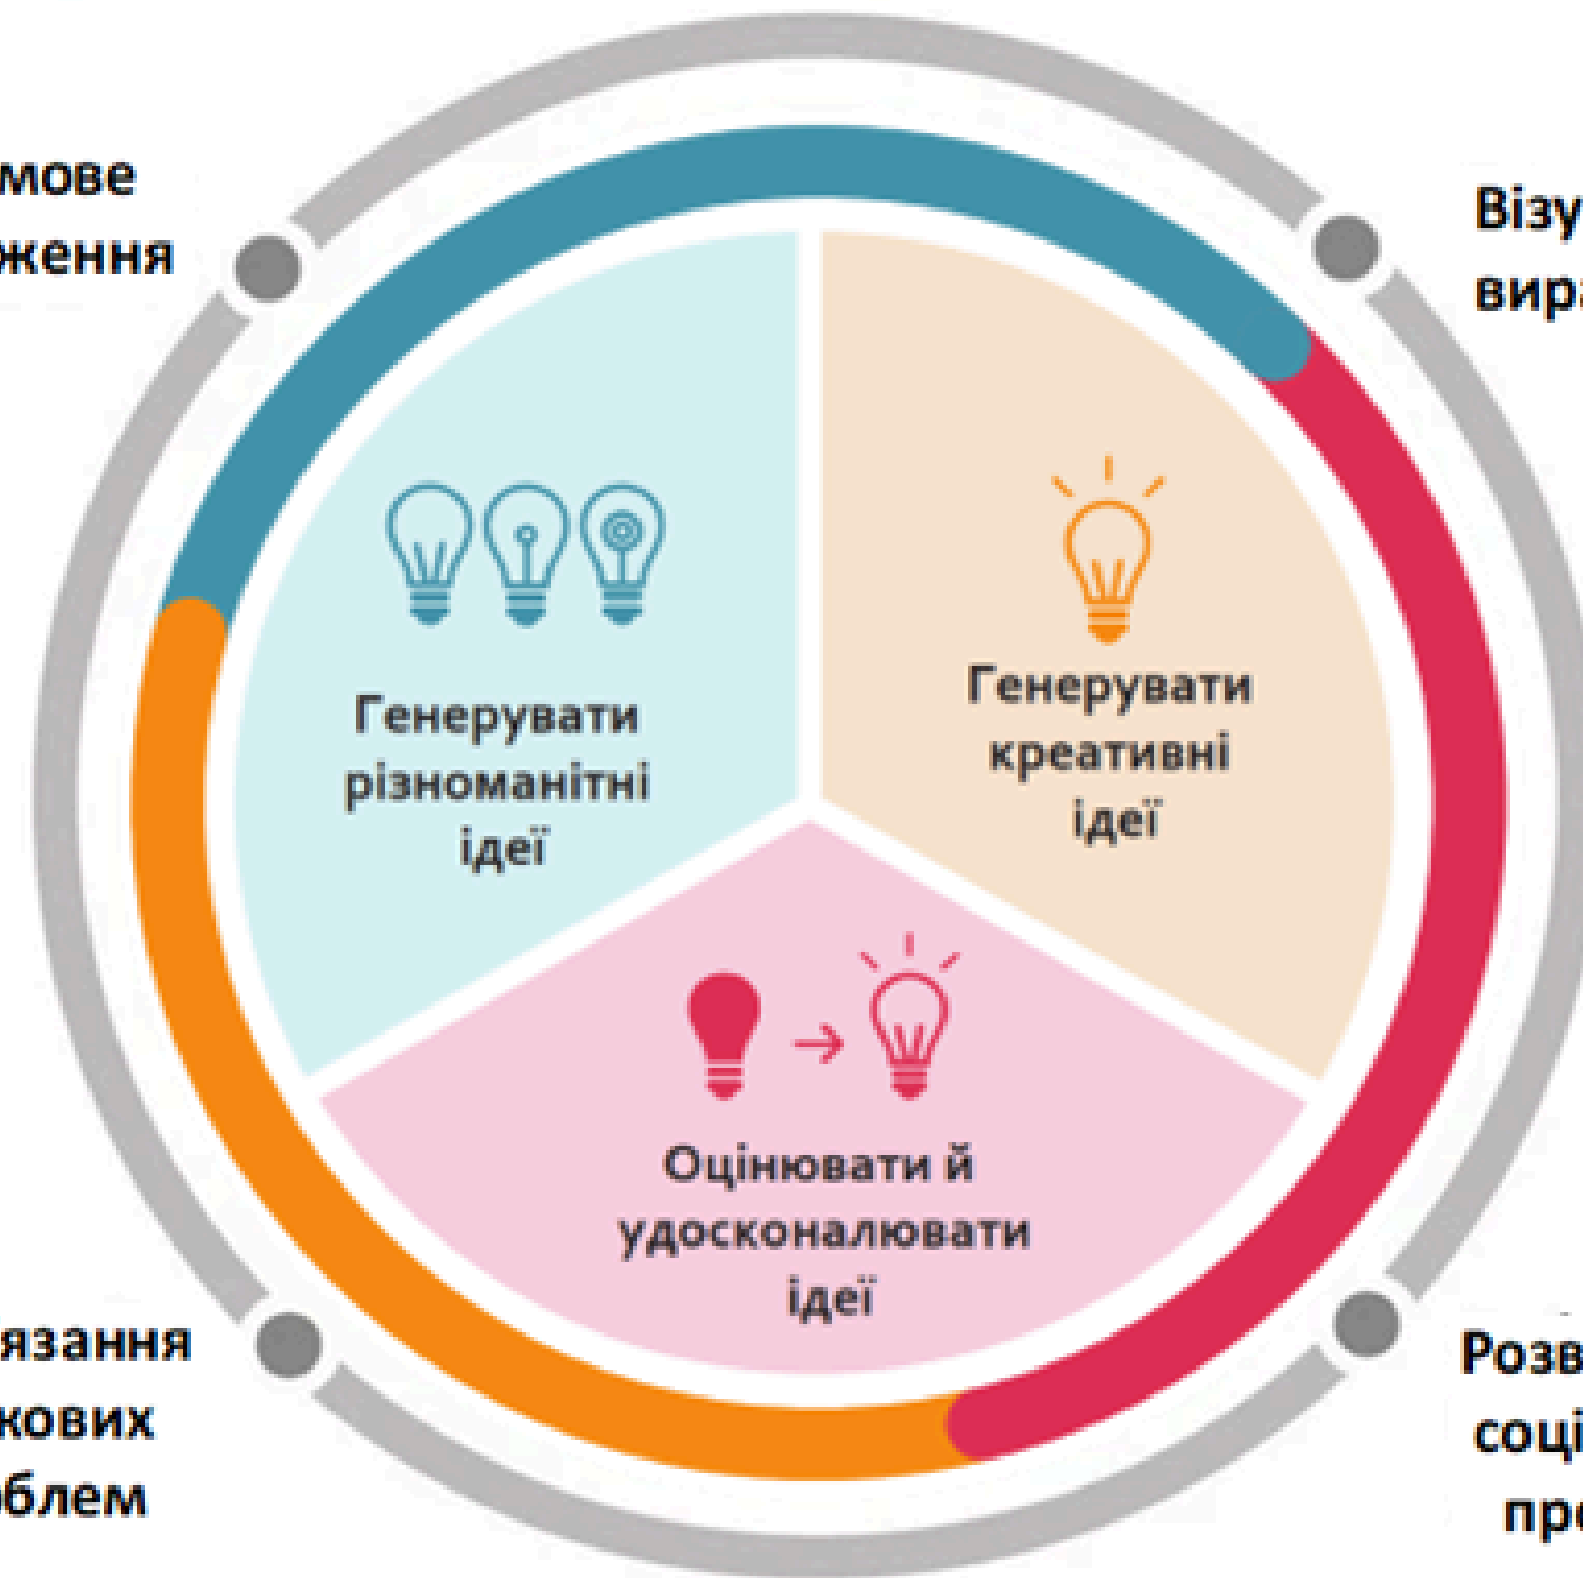 мове
ження
Візу
вира
Генерувати
різноманітні
ідеї
Генерувати
креативні
ідеї
Оцінювати й
удосконалювати
ідеї
язання
кових
блем
Розв
соці
пр